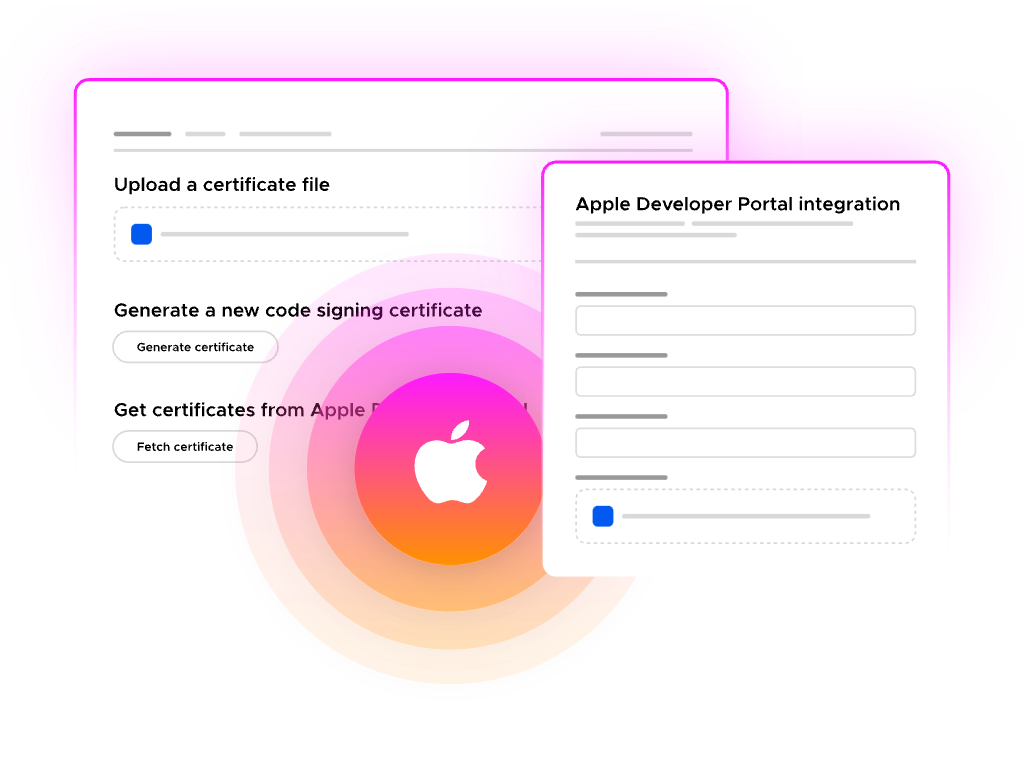 Upload a certificate file
Generate a new code signing certificate
Generate certificate
Get certificates from Apple
Fetch certificate
Apple Developer Portal integration